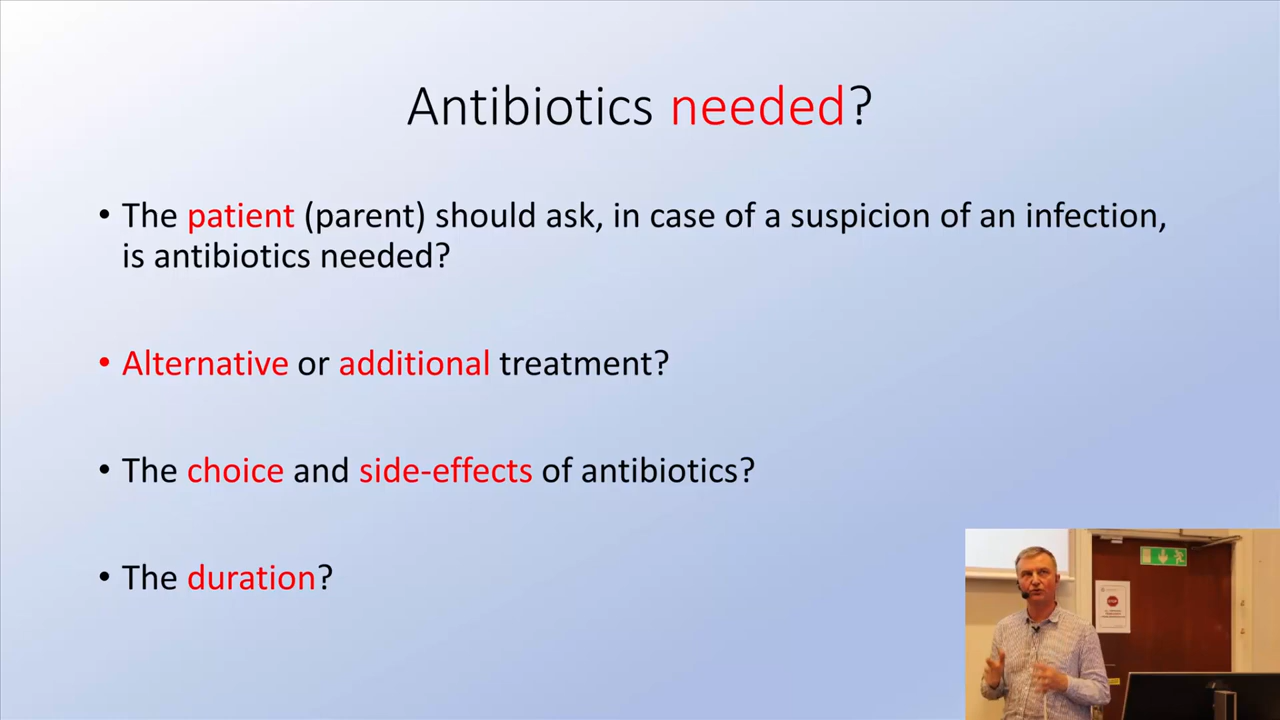 Antibiotics needed?
• The patient (parent) should ask, in case of a suspicion of an infection,
is antibiotics needed?
• Alternative or additional treatment?
• The choice and side-effects of antibiotics?
• The duration?
STOP